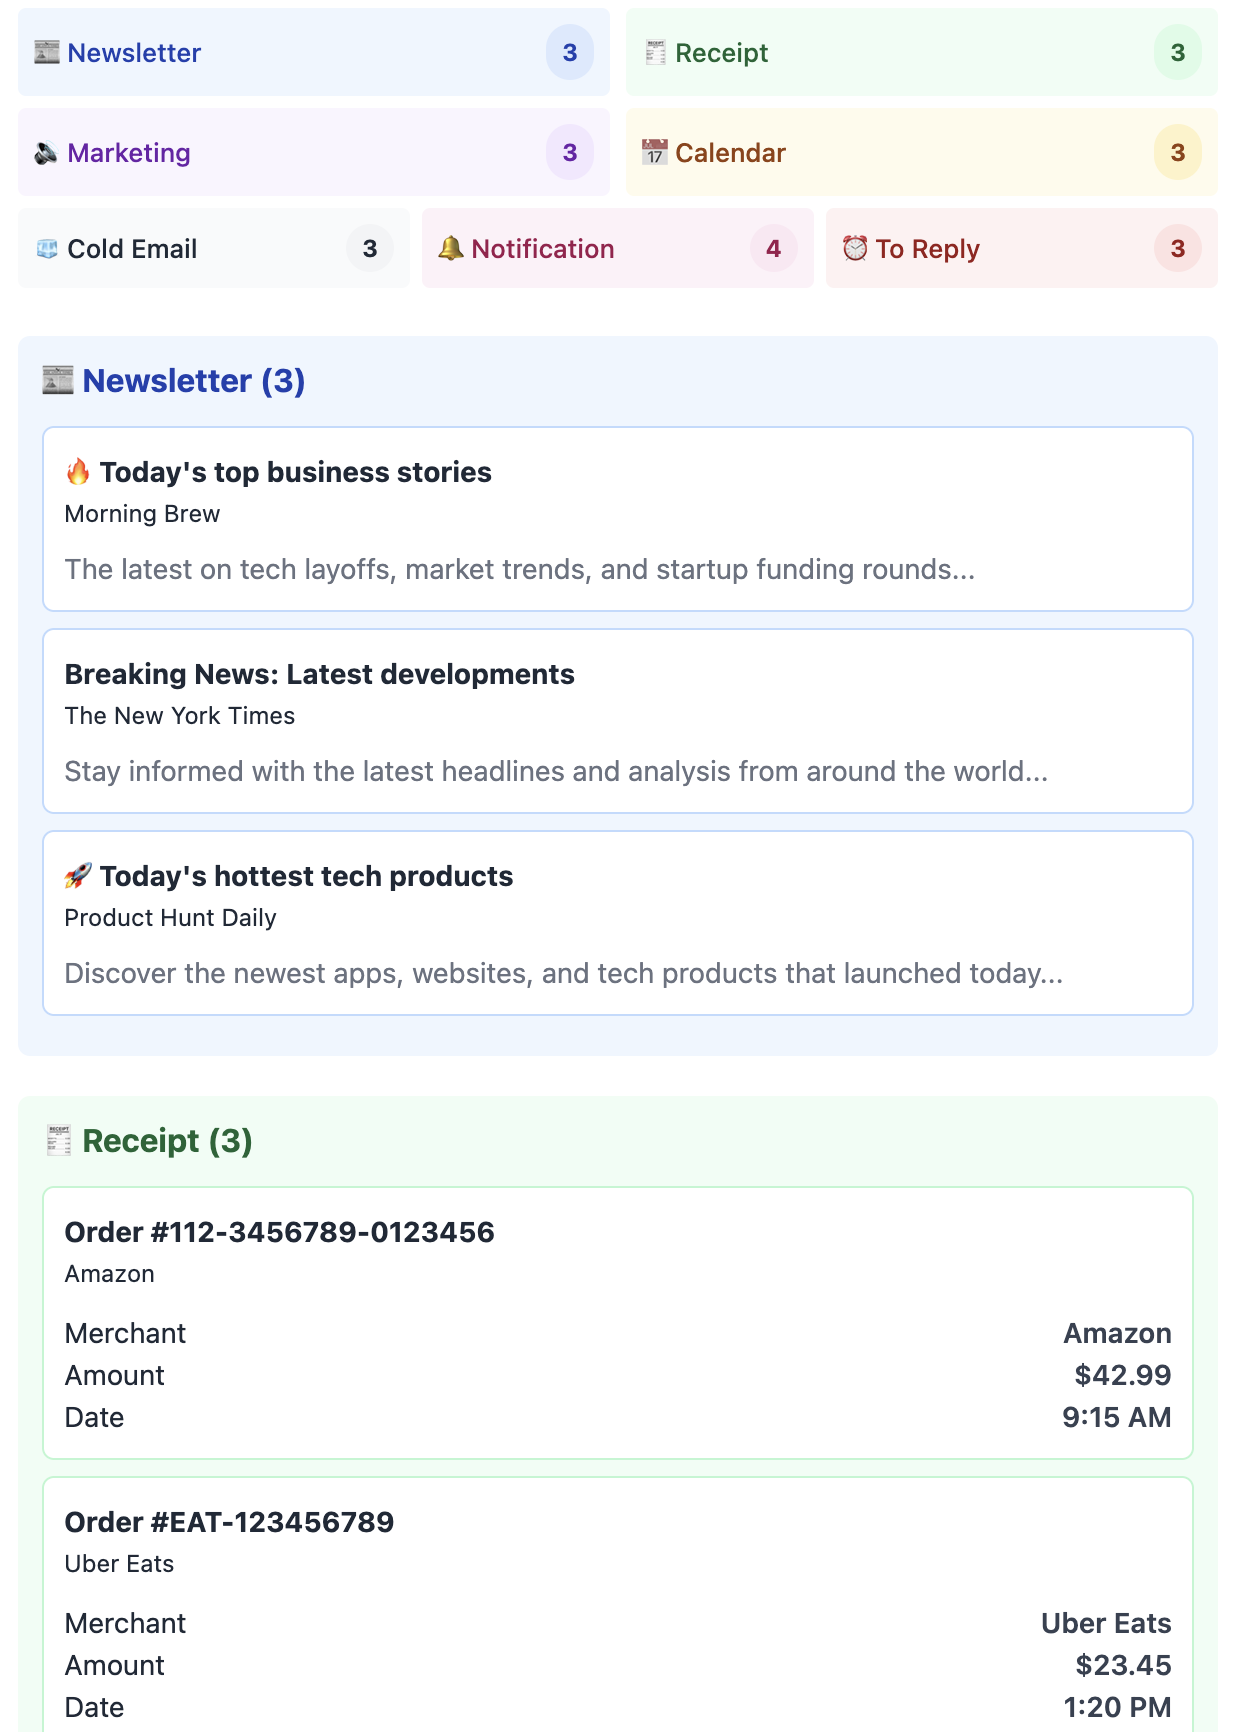 Newsletter 3
Receipt 3
Marketing 3
Calendar 3
Cold Email 3
Notification 4
To Reply 3
Newsletter (3)
🔥 Today's top business stories
Morning Brew
The latest on tech layoffs, market trends, and startup funding rounds...
Breaking News: Latest developments
The New York Times
Stay informed with the latest headlines and analysis from around the world...
🚀 Today's hottest tech products
Product Hunt Daily
Discover the newest apps, websites, and tech products that launched today...
Receipt (3)
Order #112-3456789-0123456
Amazon
Merchant Amazon
Amount $42.99
Date 9:15 AM
Order #EAT-123456789
Uber Eats
Merchant Uber Eats
Amount $23.45
Date 1:20 PM